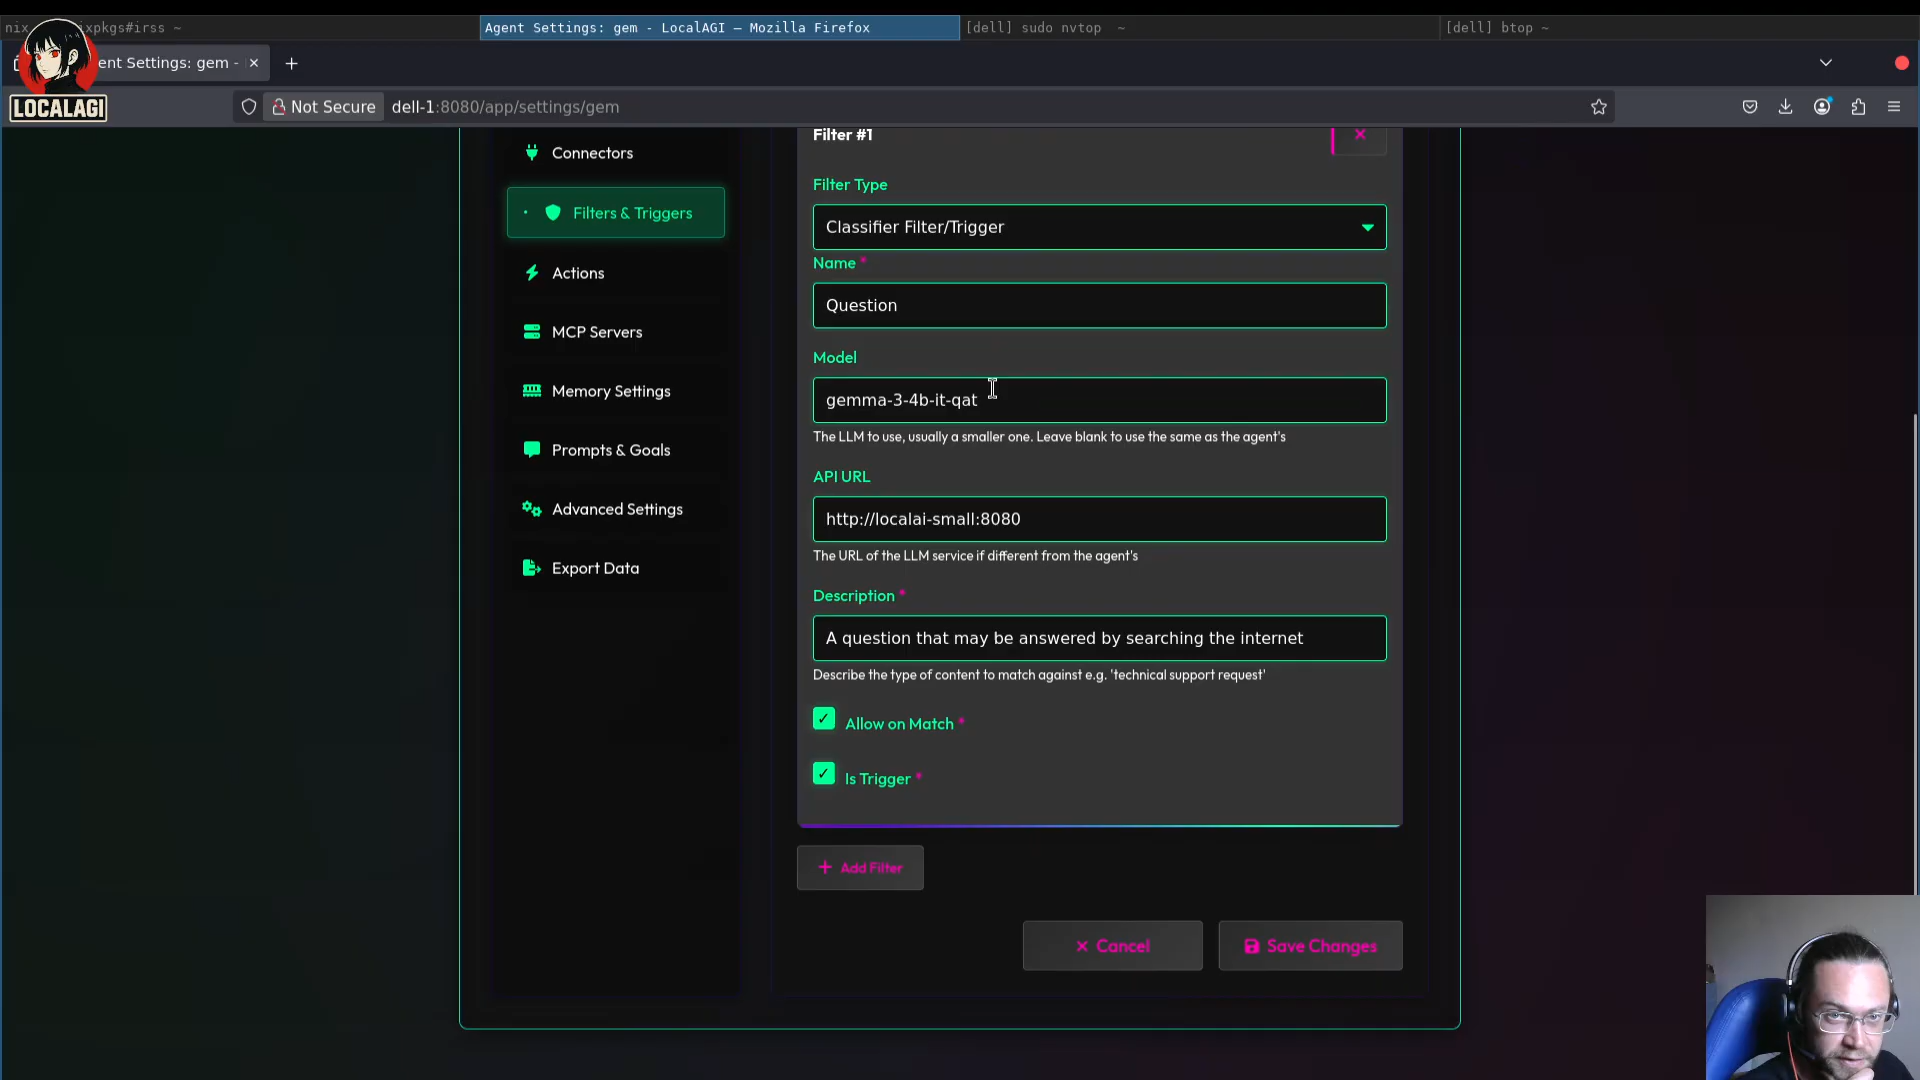 nix
xpkgs#irss ~
Agent Settings: gem - LocalAGI — Mozilla Firefox
[dell] sudo nvtop ~
[dell] btop ~
ent Settings: gem -
LOCALAGI
Not Secure
dell-1:8080/app/settings/gem
Connectors
Filters & Triggers
Actions
MCP Servers
Memory Settings
Prompts & Goals
Advanced Settings
Export Data
Filter #1
Filter Type
Classifier Filter/Trigger
Name *
Question
Model
gemma-3-4b-it-qat
The LLM to use, usually a smaller one. Leave blank to use the same as the agent's
API URL
http://localai-small:8080
The URL of the LLM service if different from the agent's
Description *
A question that may be answered by searching the internet
Describe the type of content to match against e.g. 'technical support request'
Allow on Match *
Is Trigger *
+ Add Filter
× Cancel
Save Changes